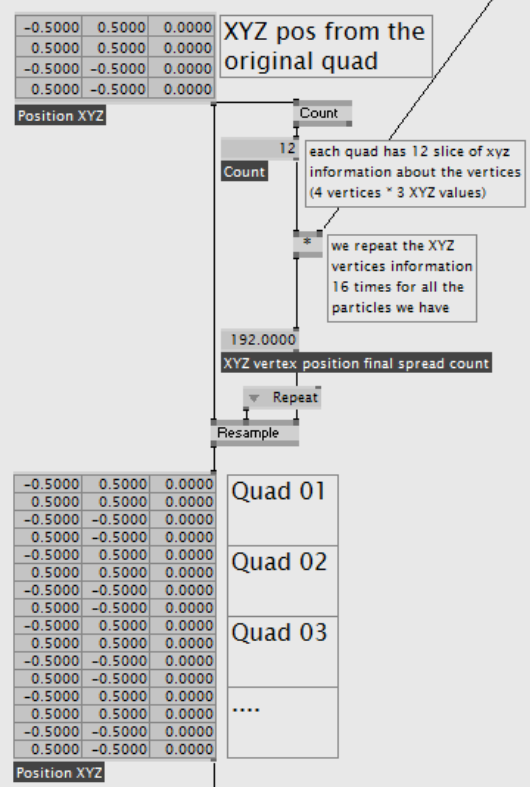 -0.5000 0.5000 0.0000
0.5000 0.5000 0.0000
-0.5000 -0.5000 0.0000
0.5000 -0.5000 0.0000
Position XYZ
XYZ pos from the
original quad
Count
12
Count
each quad has 12 slice of xyz
information about the vertices
(4 vertices * 3 XYZ values)
*
we repeat the XYZ
vertices information
16 times for all the
particles we have
192.0000
XYZ vertex position final spread count
Repeat
Resample
-0.5000 0.5000 0.0000
0.5000 0.5000 0.0000
-0.5000 -0.5000 0.0000
0.5000 -0.5000 0.0000
-0.5000 0.5000 0.0000
0.5000 0.5000 0.0000
-0.5000 -0.5000 0.0000
0.5000 -0.5000 0.0000
-0.5000 0.5000 0.0000
0.5000 0.5000 0.0000
-0.5000 -0.5000 0.0000
0.5000 -0.5000 0.0000
-0.5000 0.5000 0.0000
0.5000 0.5000 0.0000
-0.5000 -0.5000 0.0000
0.5000 -0.5000 0.0000
Position XYZ
Quad 01
Quad 02
Quad 03
....